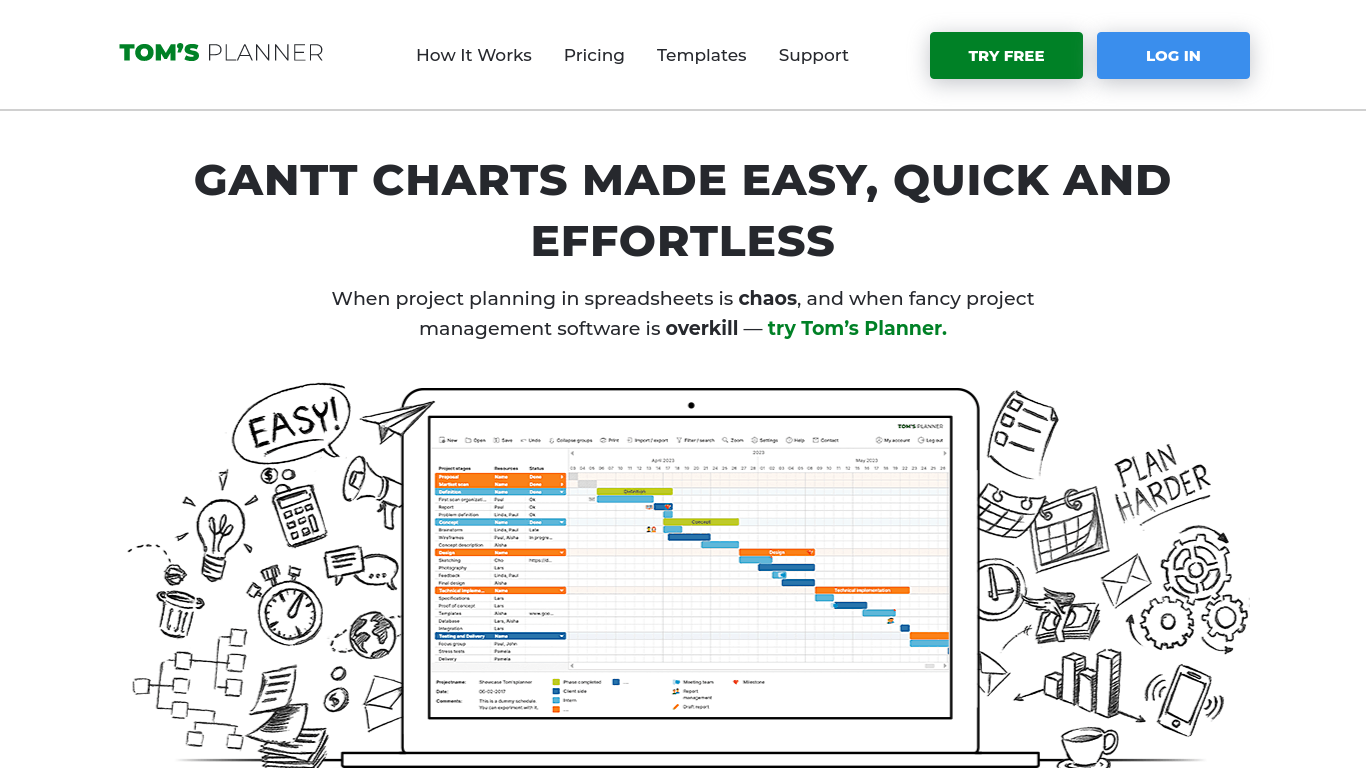 TOM'S PLANNER
How It Works Pricing Templates Support
TRY FREE
LOG IN
GANTT CHARTS MADE EASY, QUICK AND
EFFORTLESS
When project planning in spreadsheets is chaos, and when fancy project
management software is overkill — try Tom's Planner.
EASY!
PLAN
HARDER
TOM'S PLANNER
New Open Save Undo Collapse groups Print Import / export Filter / search Zoom Settings Help Contact My account Log out
2023
April 2023 May 2023
Project stages Resources Status
Proposal Name Done
Market scan Name Done
Definition Name Done Definition
First scan organizati... Paul Ok
Report Paul Ok
Problem definition Linda, Paul Ok
Concept Name Done Concept
Brainstorm Linda, Paul Late
Wireframes Paul, Aisha In progre...
Concept description Aisha
Design Name Design
Sketching Cho https://d...
Photography Lars
Feedback Linda, Paul
Final design Aisha
Technical impleme... Name Technical implementation
Specifications Lars
Proof of concept Lars
Templates Aisha www.goo...
Database Lars, Aisha
Integration Lars
Testing and Delivery Name
Focus group Paul, John
Stress tests Pamela
Delivery Pamela
Projectname: Showcase Tom'splanner Phase completed ... Meeting team Milestone
Date: 06-02-2017 Client side Report
management
Comments: This is a dummy schedule Intern
You can experiment with it. ... Draft report